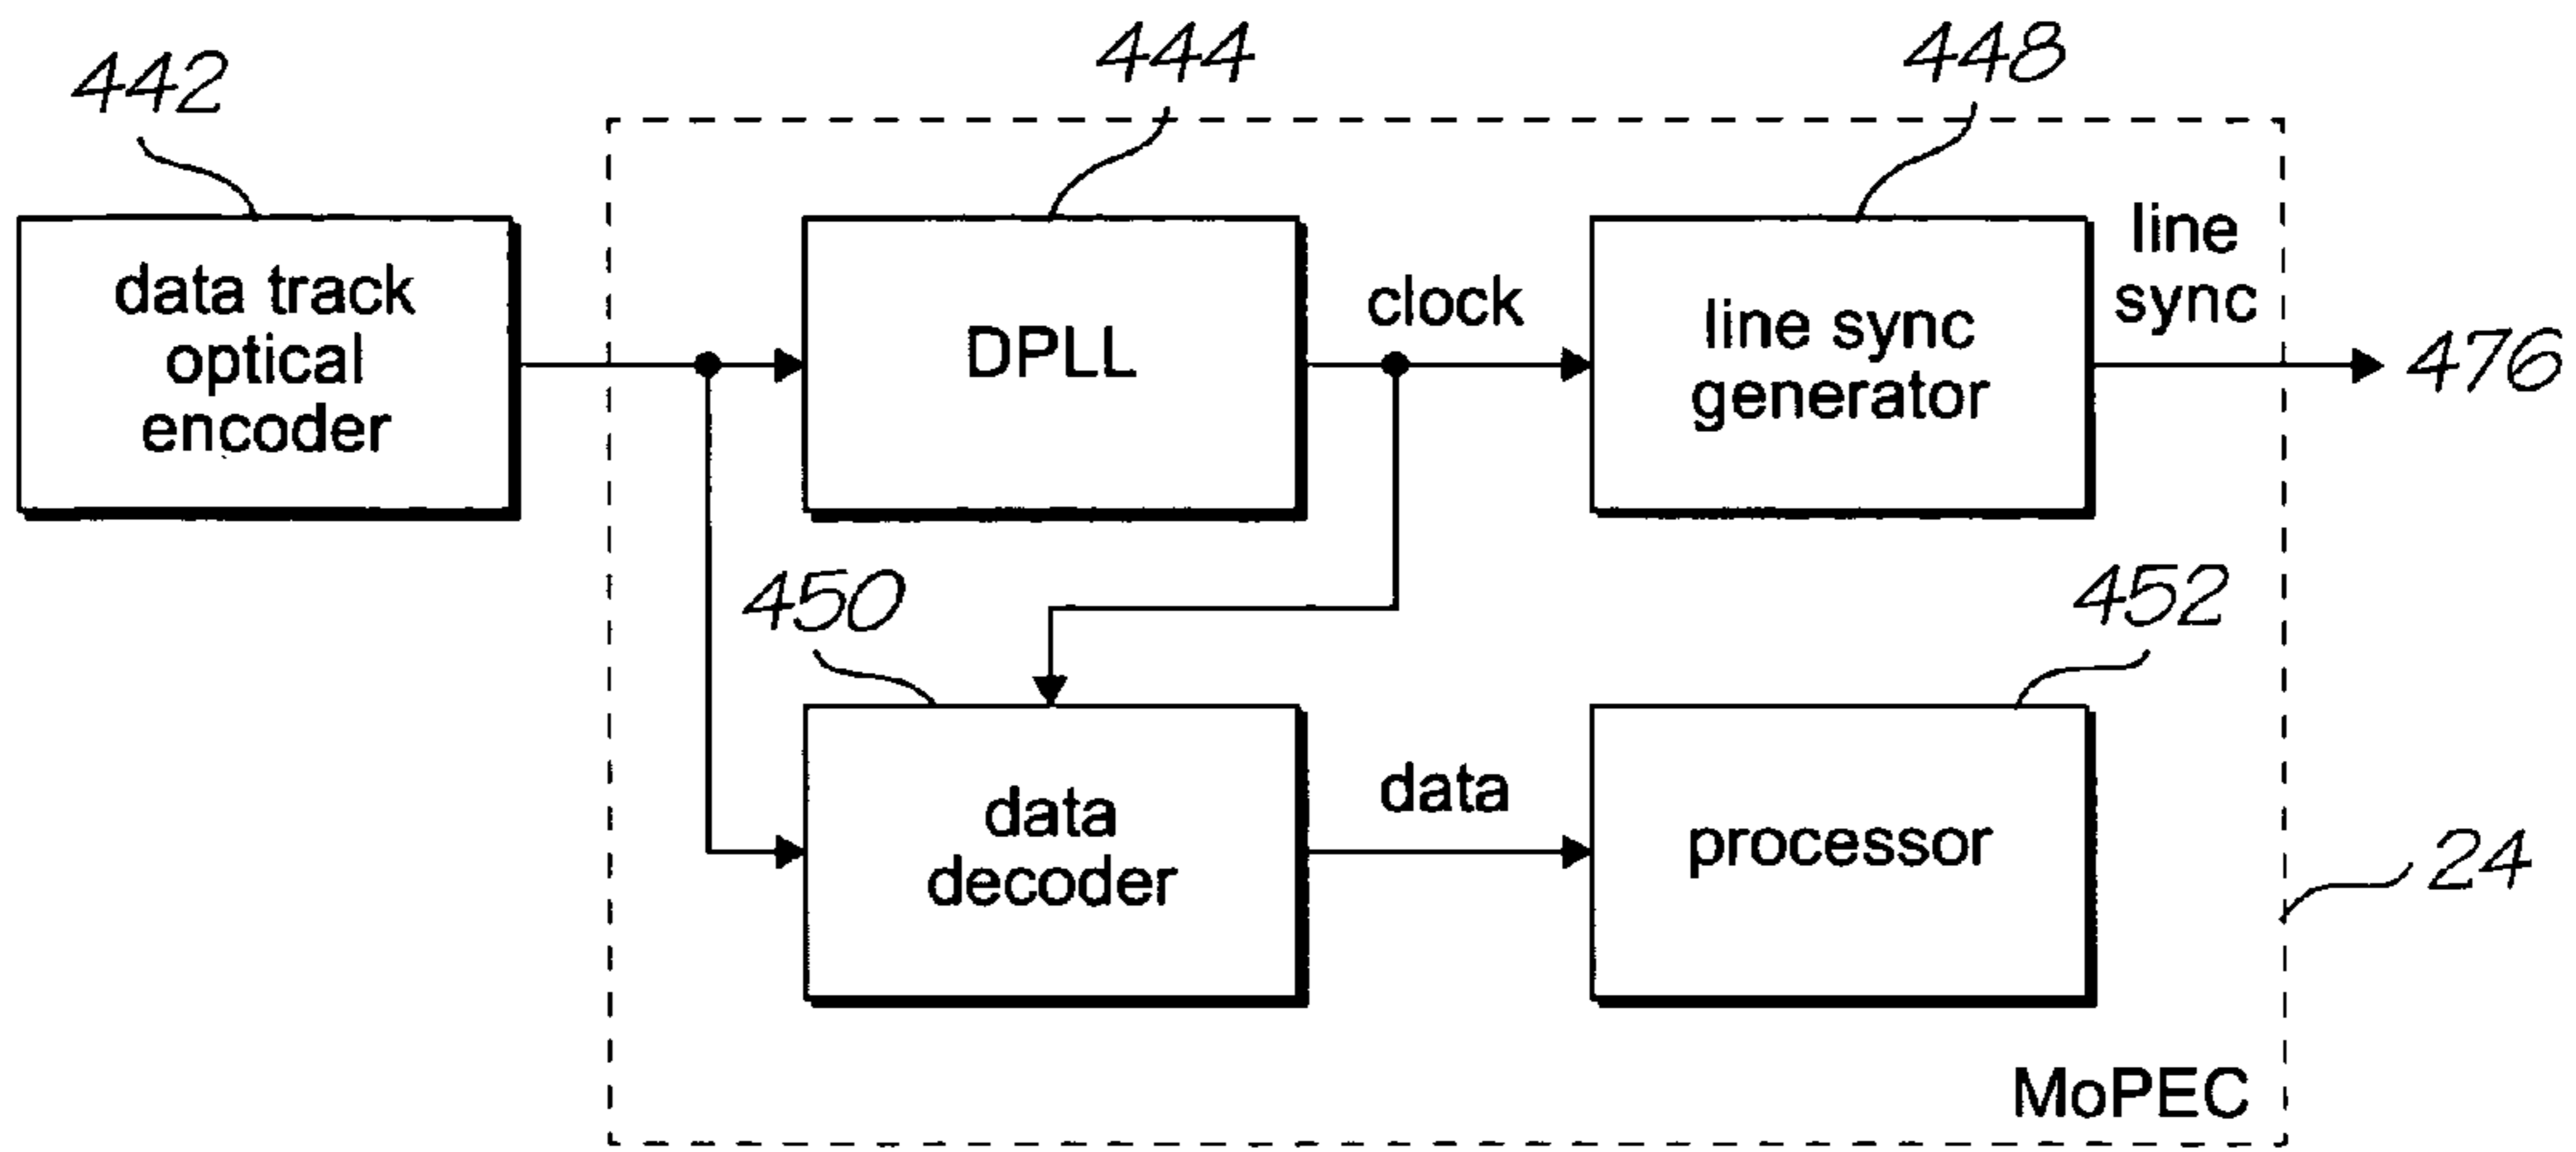 442
444
448
data track
optical
encoder
DPLL
clock
line sync
generator
line
sync
476
450
452
data
decoder
data
processor
24
MoPEC